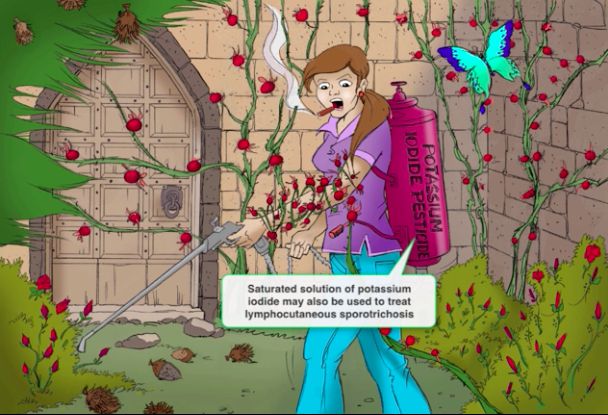 POTASSIUM
IODIDE PESTICIDE
Saturated solution of potassium
iodide may also be used to treat
lymphocutaneous sporotrichosis